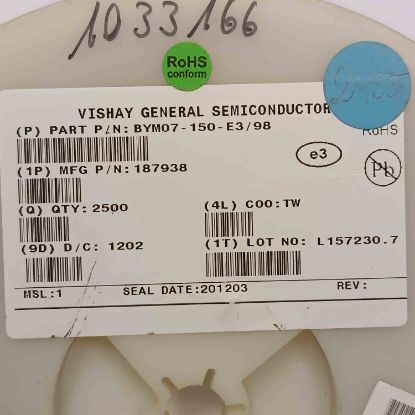 1033166
RoHS
conform
VISHAY GENERAL SEMICONDUCTOR
(P) PART P/N: BYM07-150-E3/98
RoHS
(1P) MFG P/N: 187938
e3
Pb
(Q) QTY: 2500
(4L) COO: TW
(9D) D/C: 1202
(1T) LOT NO: L157230.7
MSL:1
SEAL DATE:201203
REV: